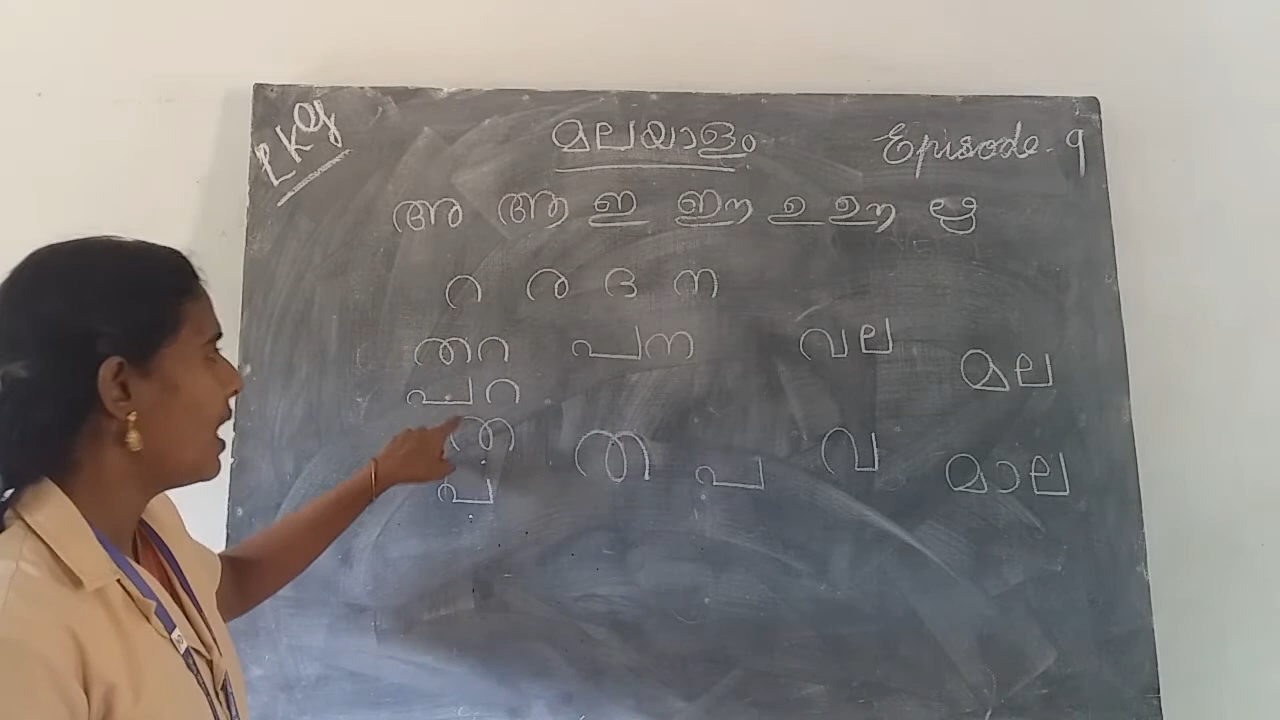 LKG
മലയാളം
Episode - 9
അ ആ ഇ ഈ ഉ ഊ ഋ
റ ര ദ ന
തറ പന വല മല
പറ
ത ത പ വ മാല
പ